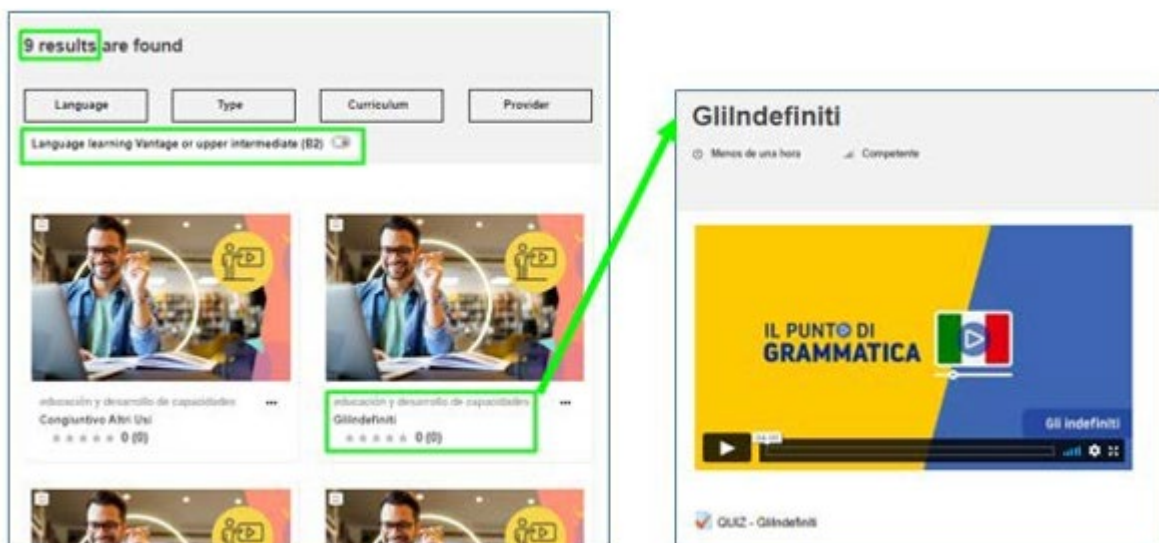 9 results are found
Language
Type
Curriculum
Provider
Language learning Vantage or upper intermediate (B2)
educación y desarrollo de capacidades
Congiuntivo Altri Usi
0 (0)
educación y desarrollo de capacidades
GliIndefiniti
0 (0)
GliIndefiniti
Menos de una hora
Competente
IL PUNTO DI
GRAMMATICA
Gli indefiniti
QUIZ - GliIndefiniti